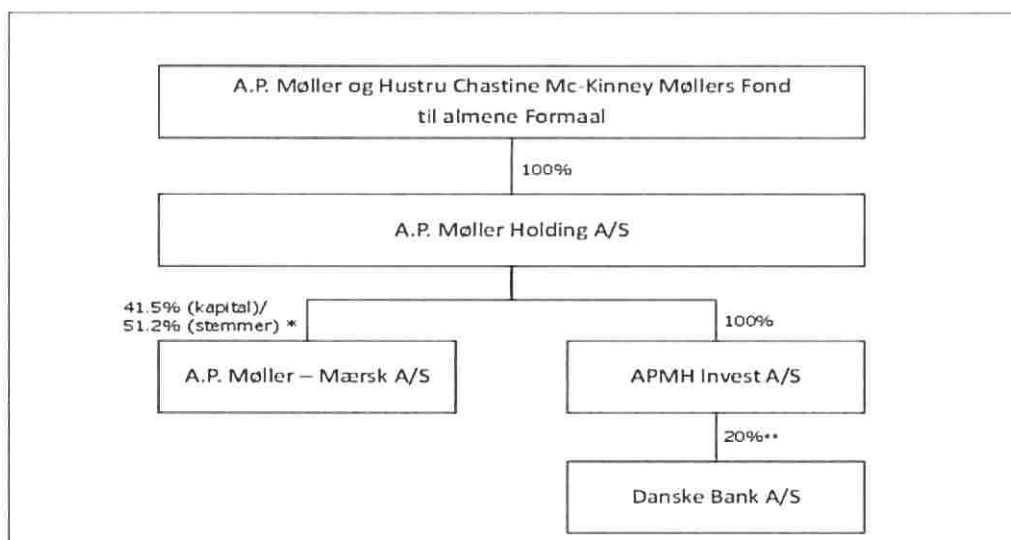 A.P. Møller og Hustru Chastine Mc-Kinney Møllers Fond
til almene Formaal
100%
A.P. Møller Holding A/S
41.5% (kapital)/
51.2% (stemmer) *
100%
A.P. Møller – Mærsk A/S
APMH Invest A/S
20%**
Danske Bank A/S